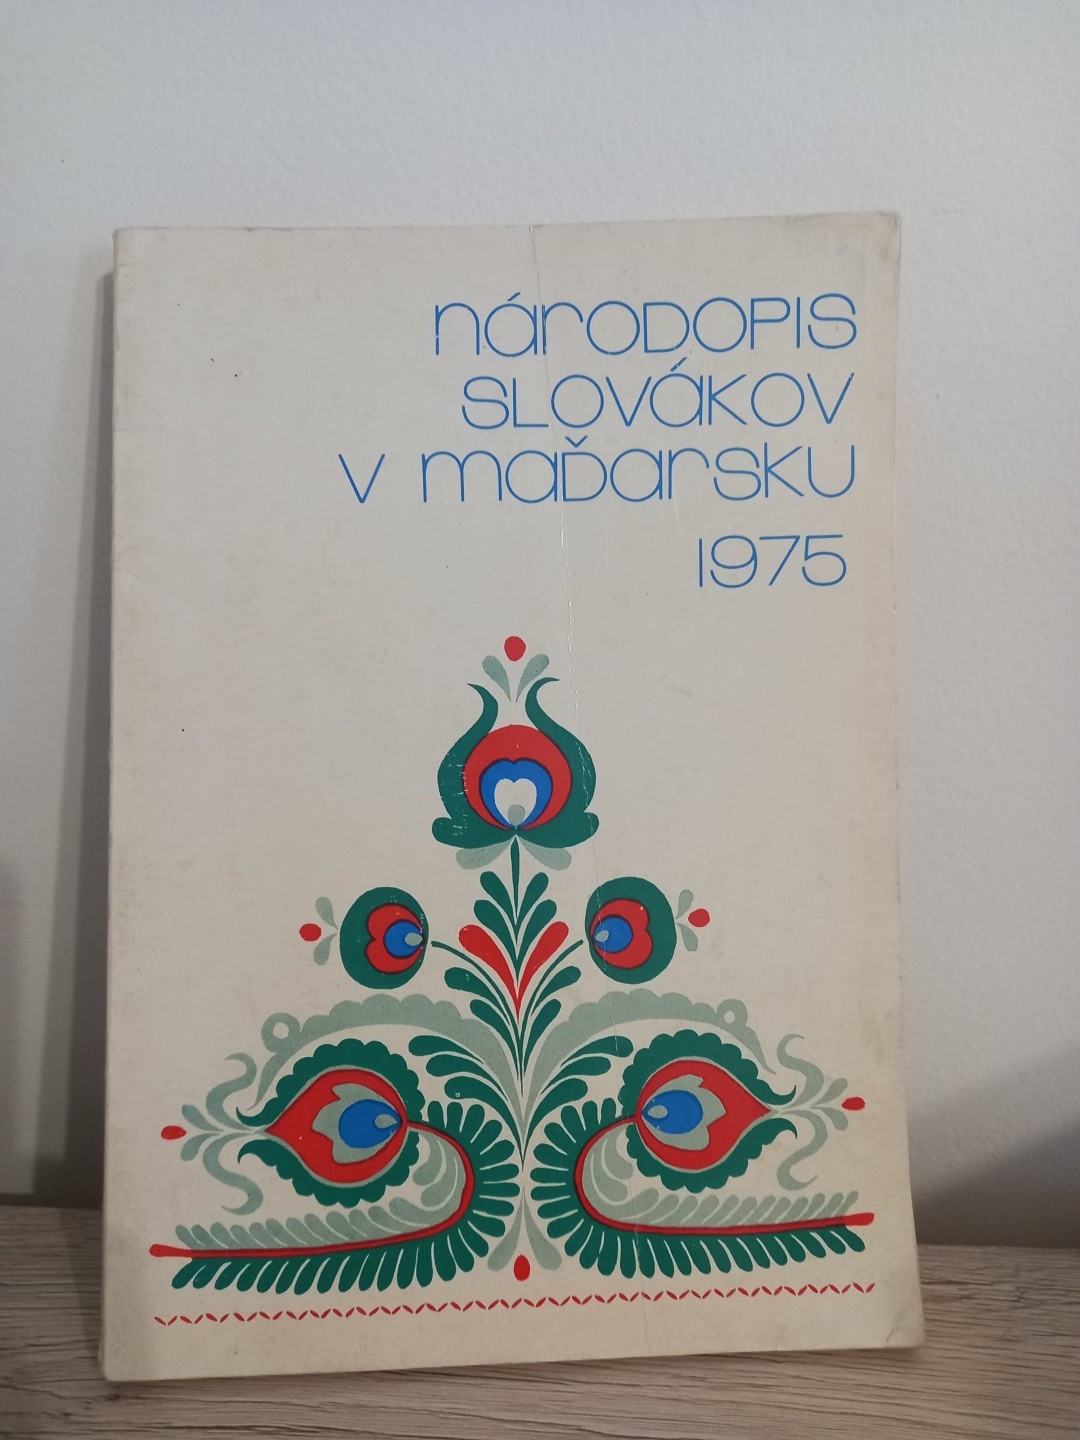 národopis
slovákov
v maďarsku
1975